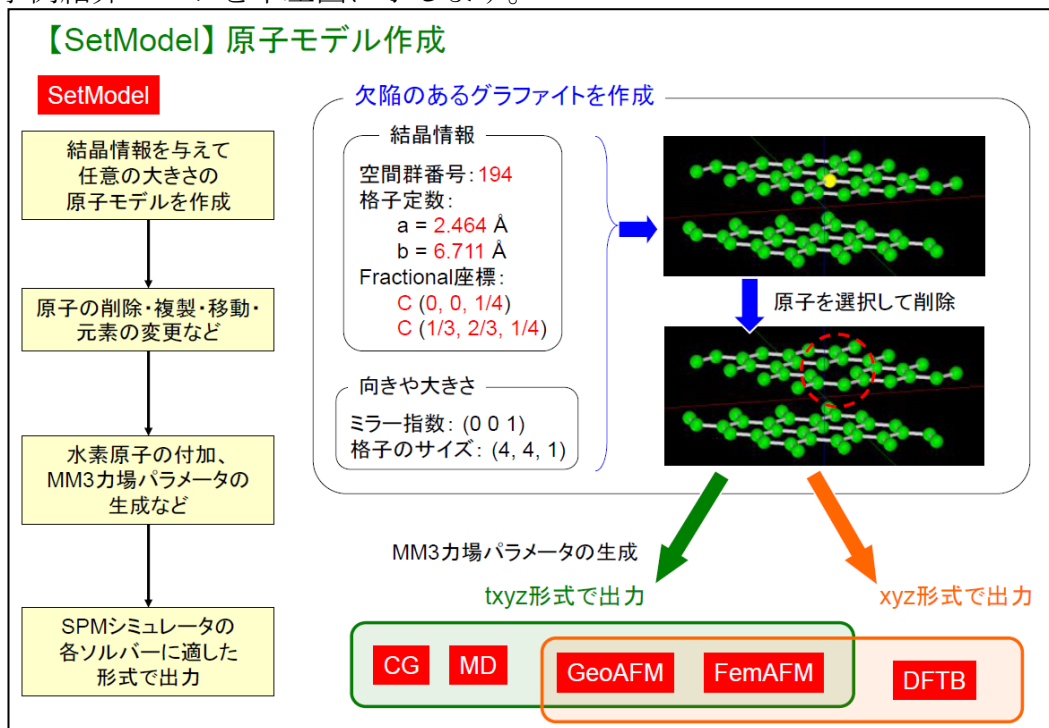 【SetModel】原子モデル作成
SetModel
結晶情報を与えて
任意の大きさの
原子モデルを作成
原子の削除・複製・移動・
元素の変更など
水素原子の付加、
MM3力場パラメータの
生成など
SPMシミュレータの
各ソルバーに適した
形式で出力
欠陥のあるグラファイトを作成
結晶情報
空間群番号：194
格子定数：
a = 2.464 Å
b = 6.711 Å
Fractional座標：
C (0, 0, 1/4)
C (1/3, 2/3, 1/4)
向きや大きさ
ミラー指数： (0 0 1)
格子のサイズ： (4, 4, 1)
原子を選択して削除
MM3力場パラメータの生成
txyz形式で出力
xyz形式で出力
CG
MD
GeoAFM
FemAFM
DFTB